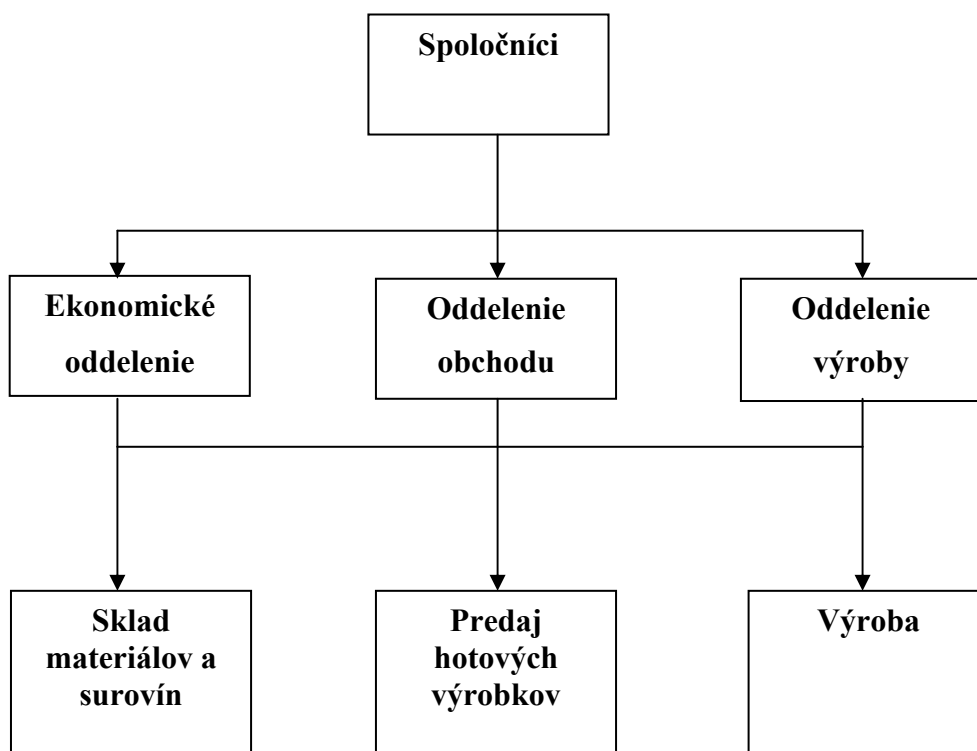 Spoločníci
Ekonomické
oddelenie
Oddelenie
obchodu
Oddelenie
výroby
Sklad
materiálov a
surovín
Predaj
hotových
výrobkov
Výroba